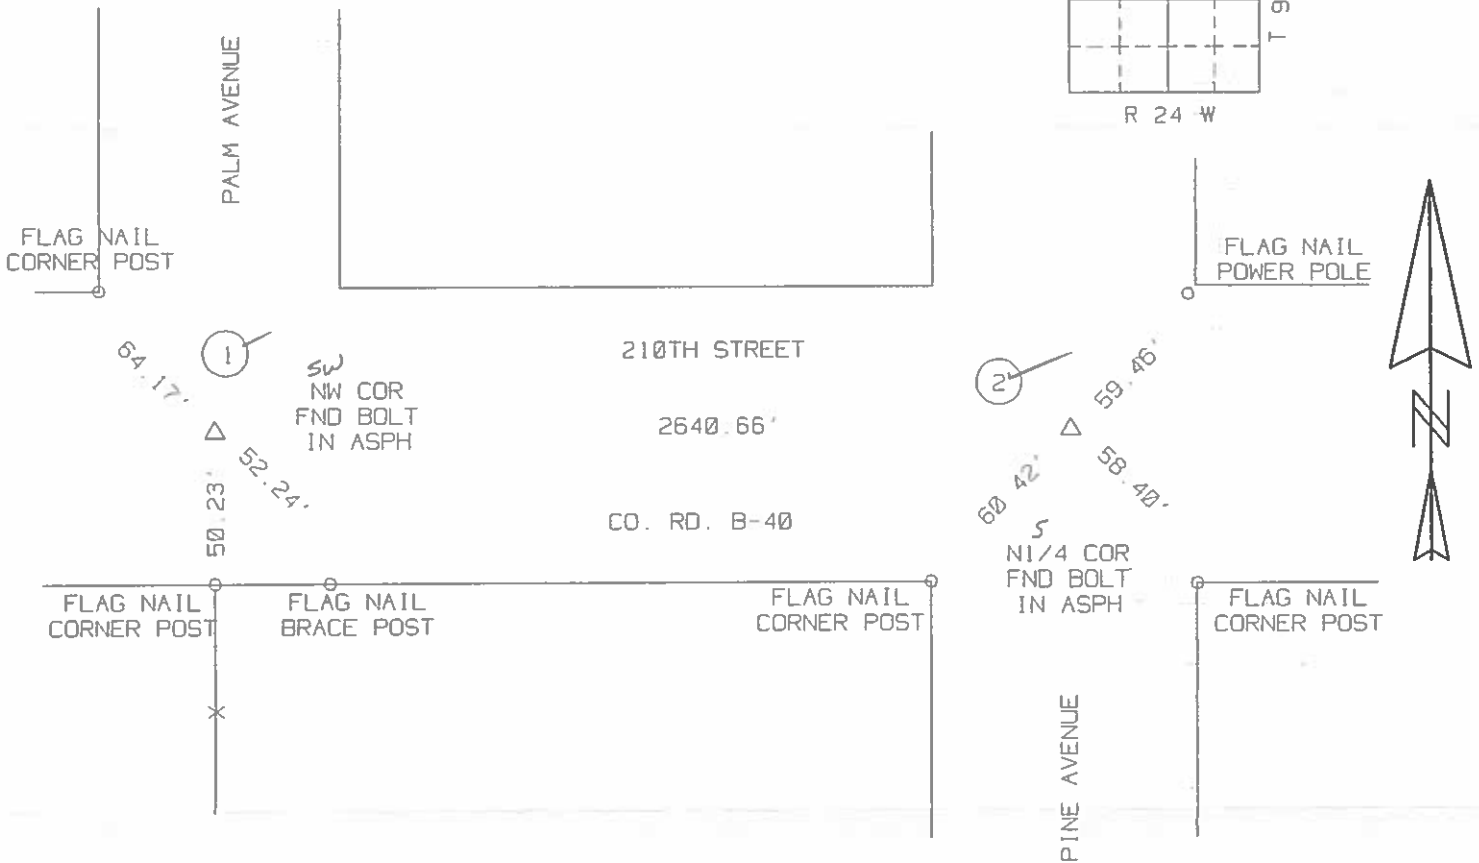 T 9
R 24 W
PALM AVENUE
FLAG NAIL
CORNER POST
FLAG NAIL
POWER POLE
1
SW
NW COR
FND BOLT
IN ASPH
64.17'
52.24'
50.23'
210TH STREET
2640.66'
CO. RD. B-40
2
59.46'
58.40'
60.42'
S
N1/4 COR
FND BOLT
IN ASPH
N
FLAG NAIL
CORNER POST
FLAG NAIL
BRACE POST
FLAG NAIL
CORNER POST
FLAG NAIL
CORNER POST
PINE AVENUE